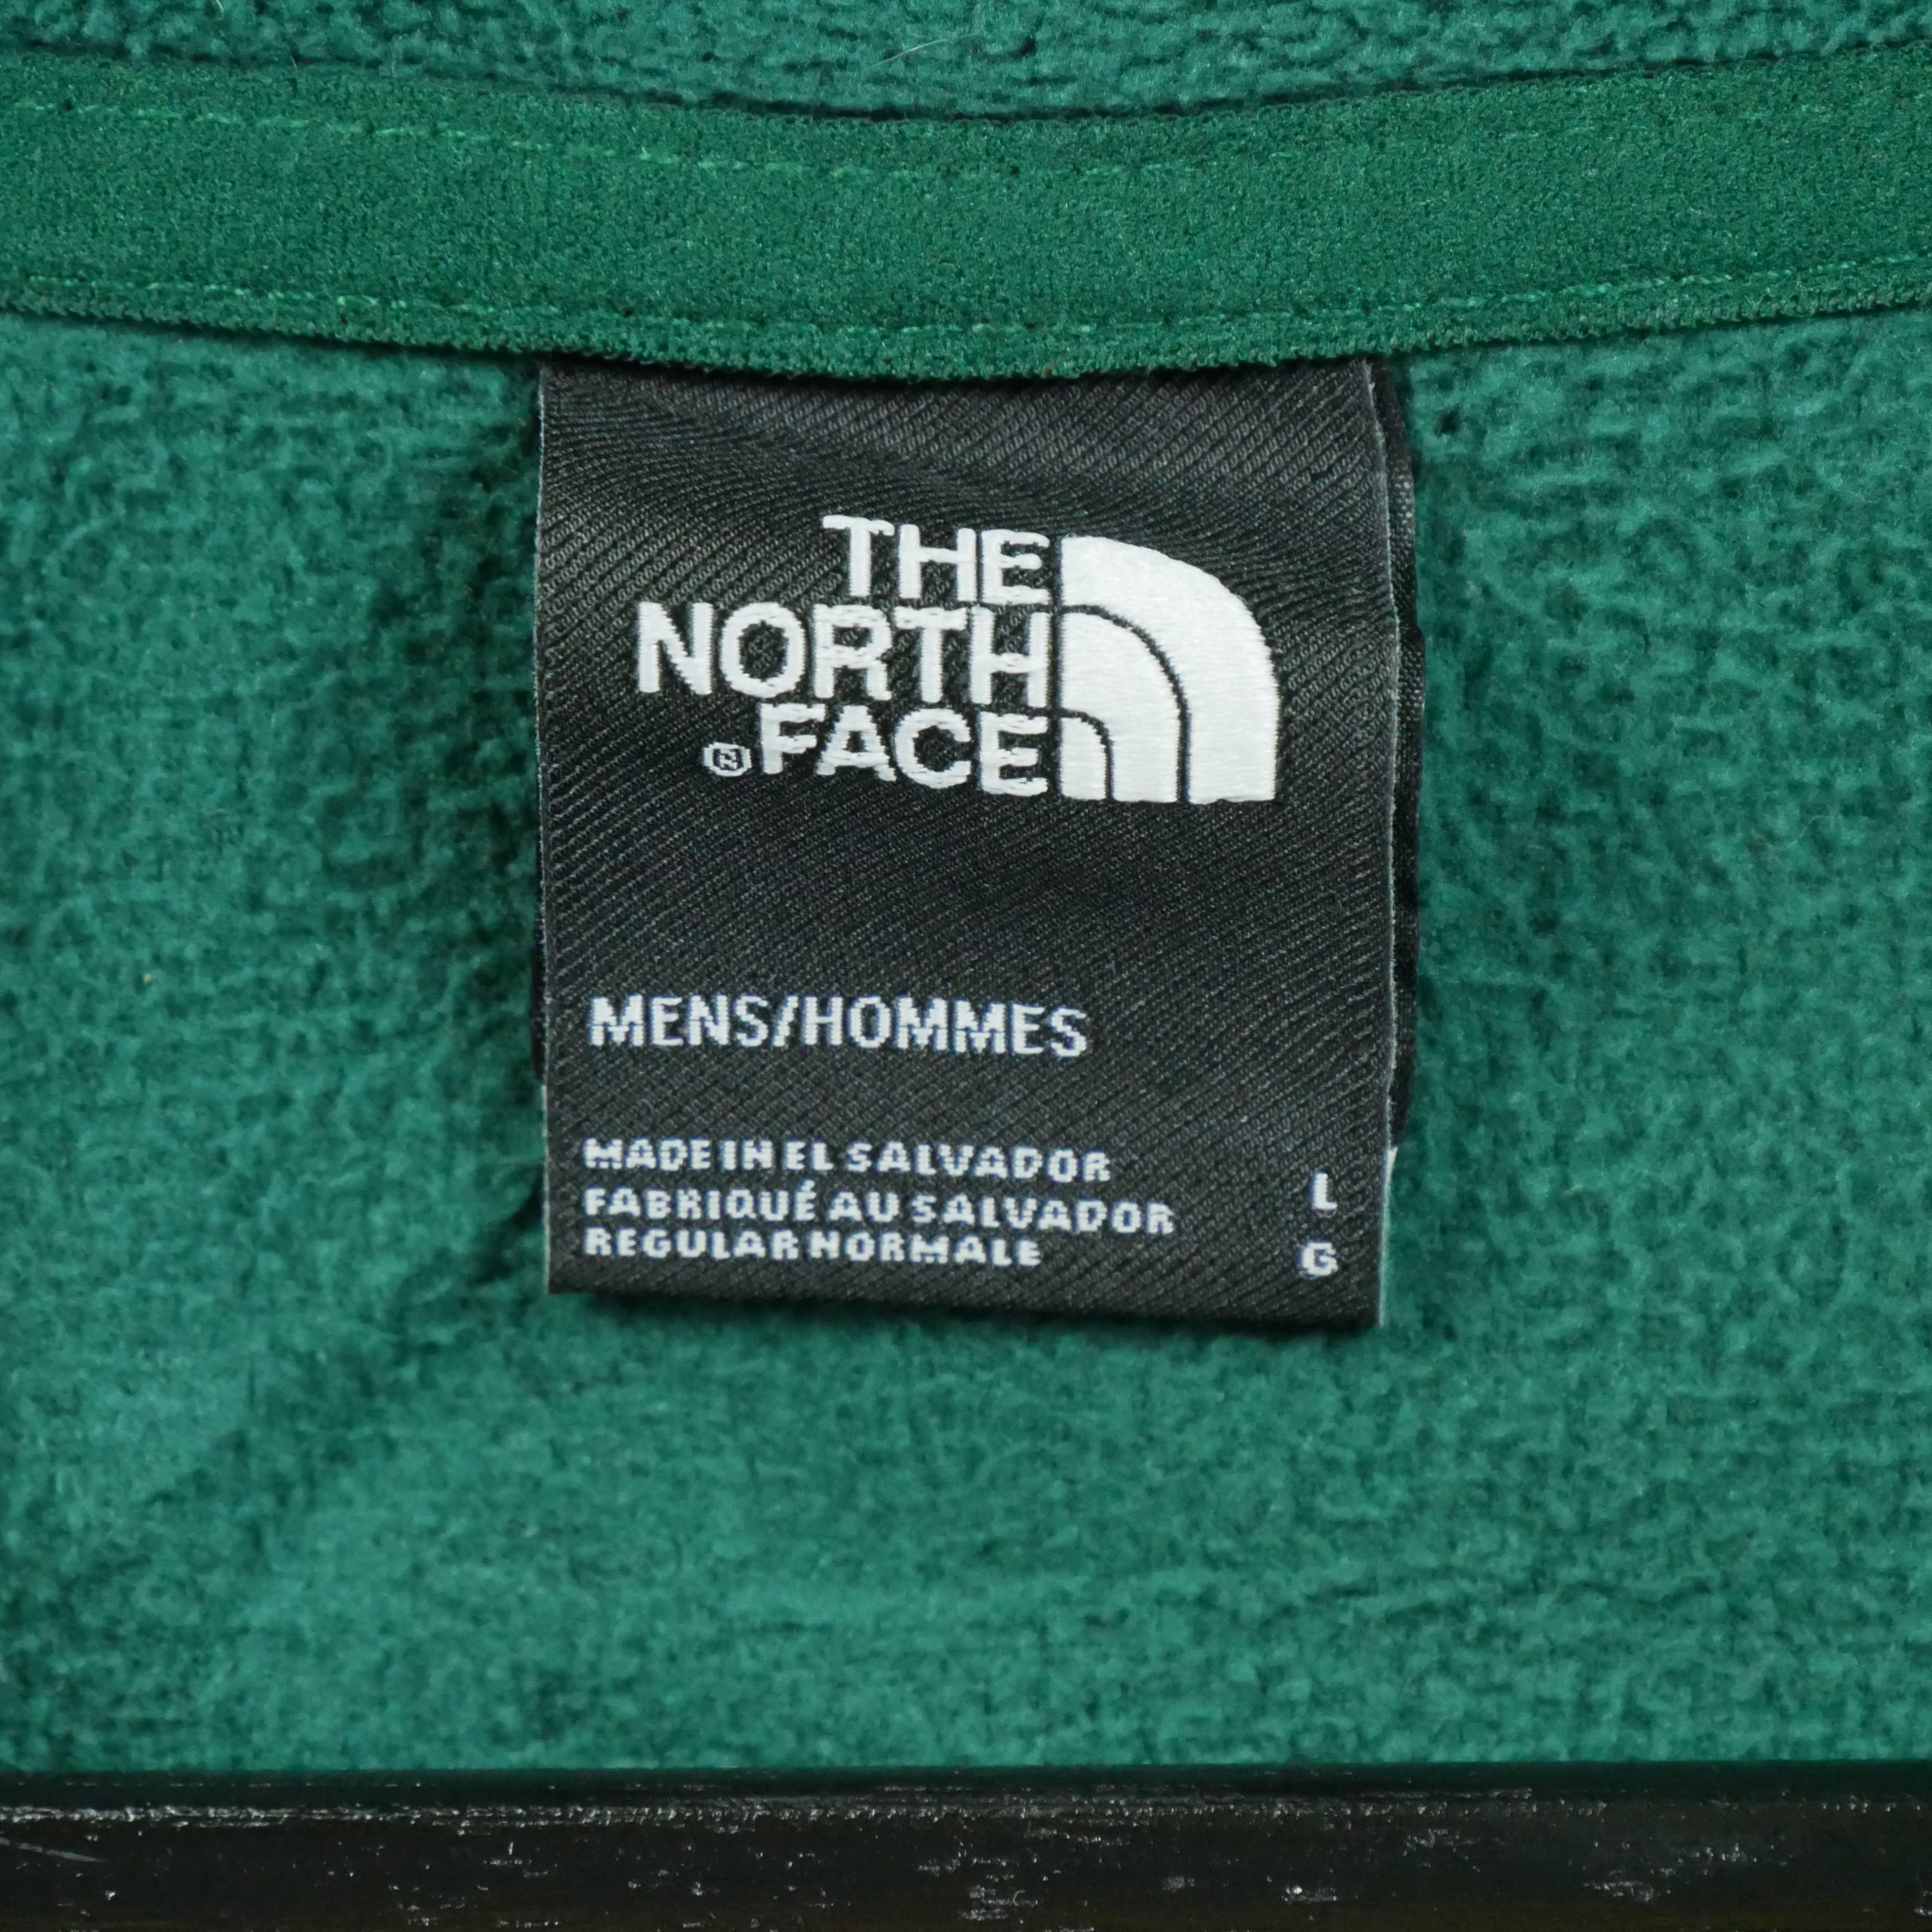 THE
NORTH
®FACE
MENS/HOMMES
MADE IN EL SALVADOR
FABRIQUÉ AU SALVADOR L
REGULAR NORMALE G